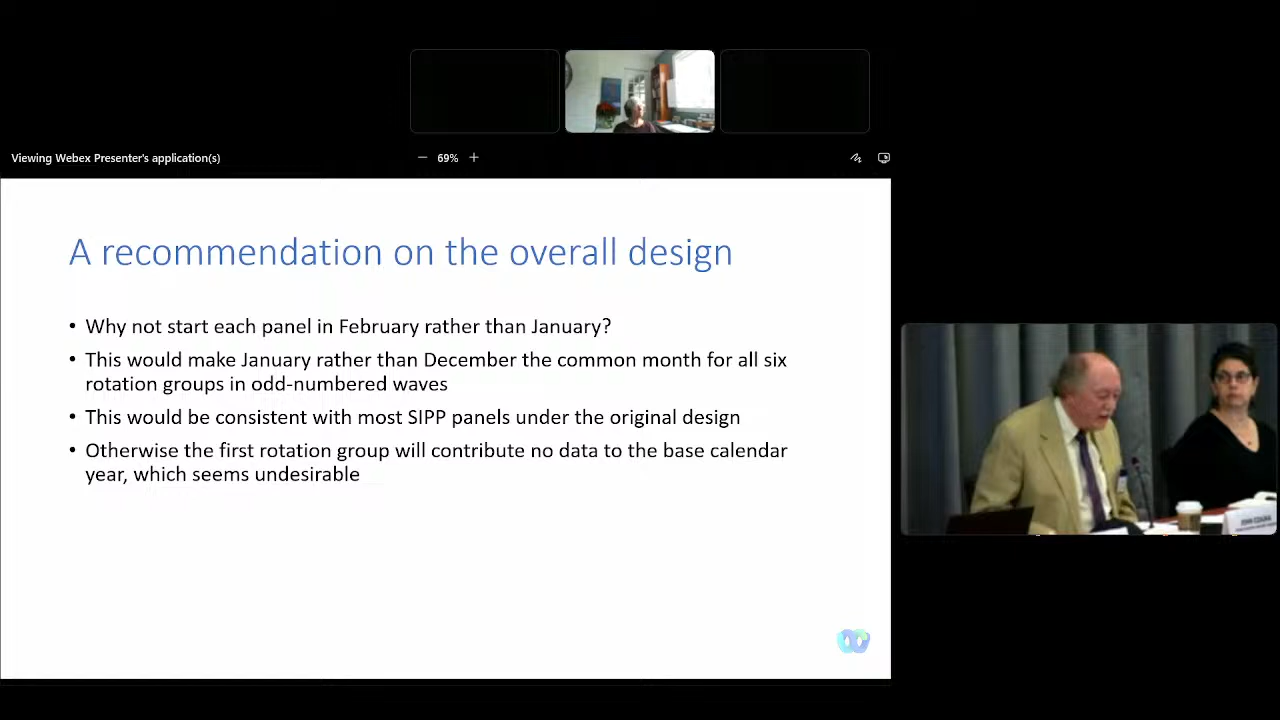 Viewing Webex Presenter's application(s)
69%
A recommendation on the overall design
• Why not start each panel in February rather than January?
• This would make January rather than December the common month for all six
rotation groups in odd-numbered waves
• This would be consistent with most SIPP panels under the original design
• Otherwise the first rotation group will contribute no data to the base calendar
year, which seems undesirable